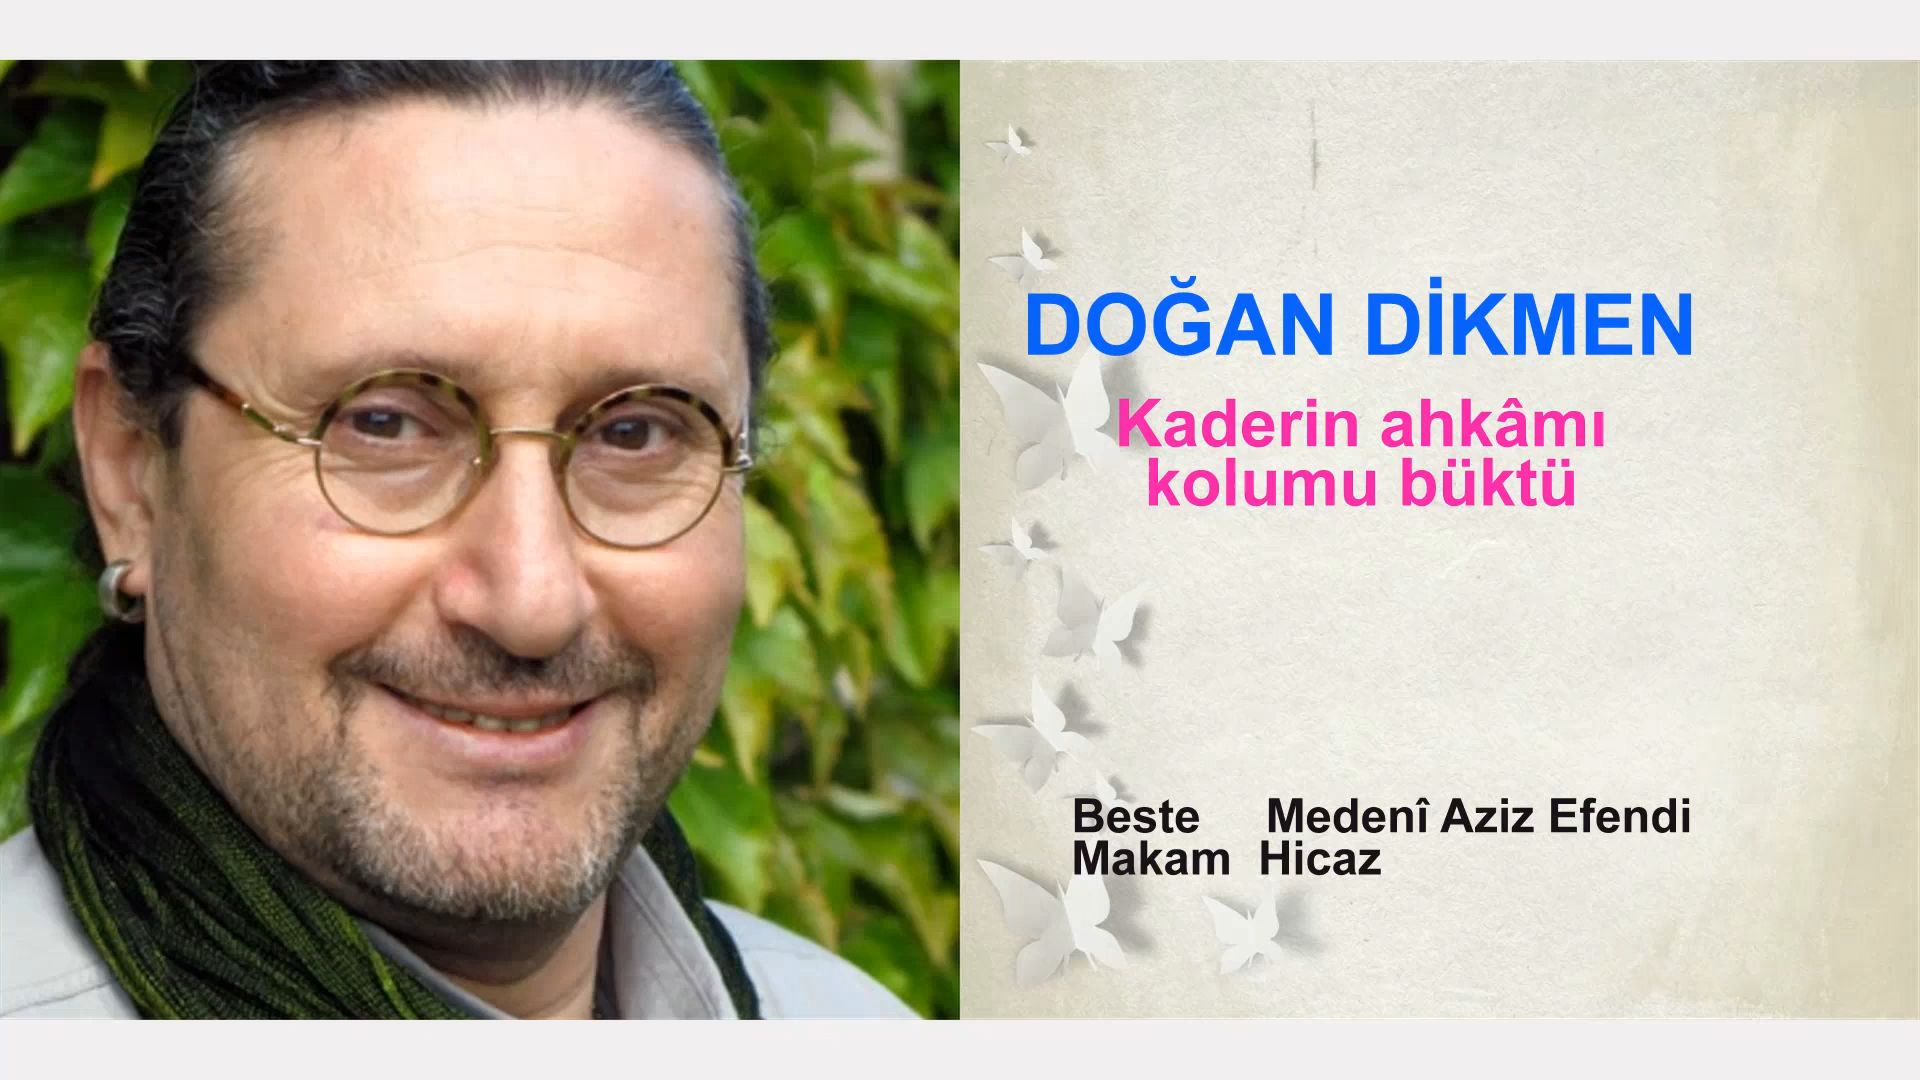 DOĞAN DİKMEN
Kaderin ahkâmı
kolumu büktü
Beste Medenî Aziz Efendi
Makam Hicaz